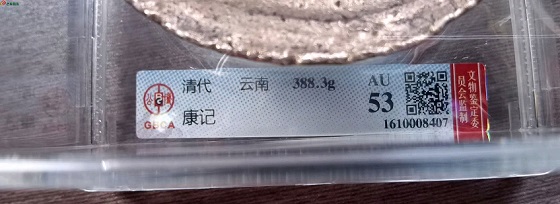 清代 云南 388.3g
康记
AU
53
1610008407
GBCA
文物鉴定委
员会监制